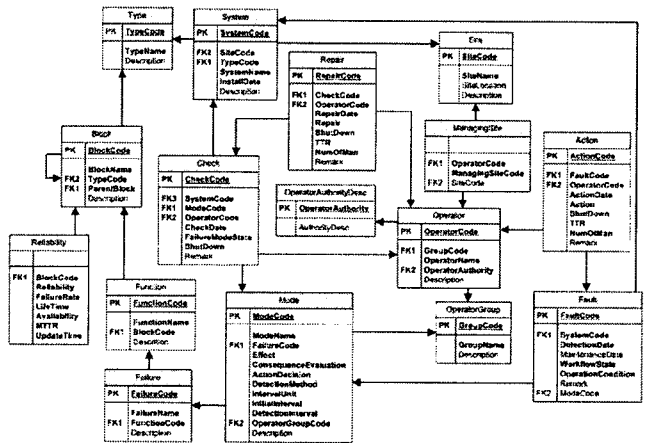 Type
PK TypeCode
TypeName
Description
System
PK SystemCode
FK2 SiteCode
FK1 TypeCode
SystemName
InstallDate
Description
Site
PK SiteCode
SiteName
SiteLocation
Description
Repair
PK RepairCode
FK1 CheckCode
FK2 OperatorCode
RepairDate
Repair
ShutDown
TTR
NumOfMan
Remark
Block
PK BlockCode
BlockName
FK2 TypeCode
FK1 ParentBlock
Description
Check
PK CheckCode
FK3 SystemCode
FK1 ModeCode
FK2 OperatorCode
CheckDate
FailureModeState
ShutDown
Remark
ManagingSite
FK1 OperatorCode
ManagingSiteCode
FK2 SiteCode
Action
PK ActionCode
FK1 FaultCode
FK2 OperatorCode
ActionDate
Action
ShutDown
TTR
NumOfMan
Remark
OperatorAuthorityDesc
PK OperatorAuthority
AuthorityDesc
Operator
PK OperatorCode
FK1 GroupCode
OperatorName
FK2 OperatorAuthority
Description
Reliability
FK1 BlockCode
Reliability
FailureRate
LifeTime
Availability
MTTR
UpdateTime
Function
PK FunctionCode
FunctionName
FK1 BlockCode
Description
Mode
PK ModeCode
ModeName
FK1 FailureCode
Effect
ConsequenceEvaluation
ActionDecision
DetectionMethod
IntervalUnit
InitialInterval
DetectionInterval
FK2 OperatorGroupCode
Description
OperatorGroup
PK GroupCode
GroupName
Description
Fault
PK FaultCode
FK1 SystemCode
DetectionDate
MaintenanceDate
WorkflowState
OperationCondition
Remark
FK2 ModeCode
Failure
PK FailureCode
FailureName
FK1 FunctionCode
Description